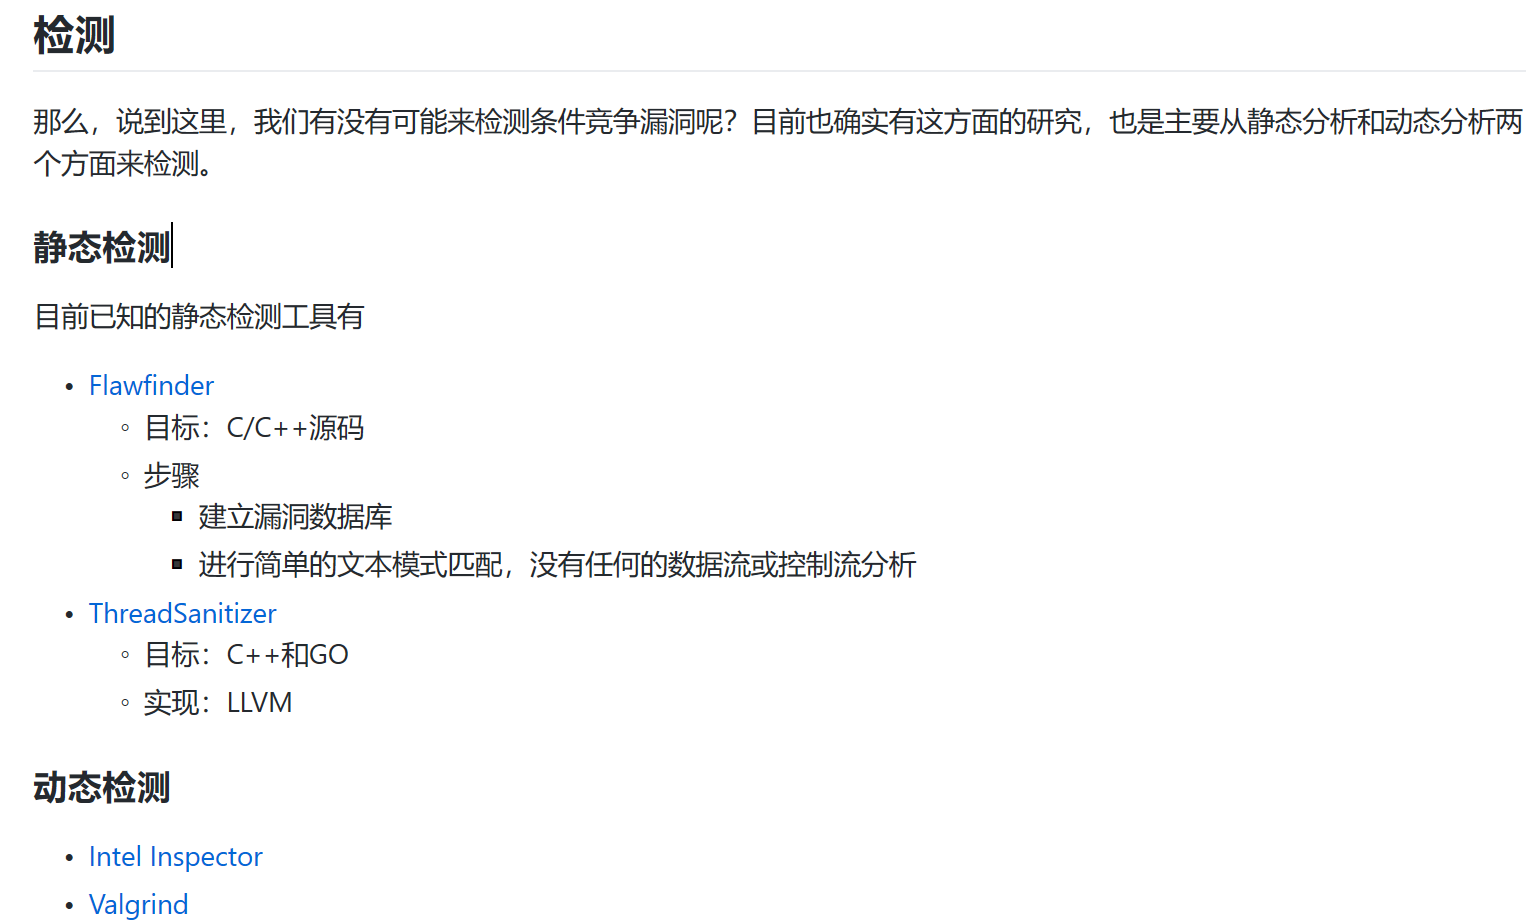 检测
那么，说到这里，我们有没有可能来检测条件竞争漏洞呢？目前也确实有这方面的研究，也是主要从静态分析和动态分析两
个方面来检测。
静态检测
目前已知的静态检测工具有
• Flawfinder
◦ 目标：C/C++源码
◦ 步骤
▪ 建立漏洞数据库
▪ 进行简单的文本模式匹配，没有任何的数据流或控制流分析
• ThreadSanitizer
◦ 目标：C++和GO
◦ 实现：LLVM
动态检测
• Intel Inspector
• Valgrind